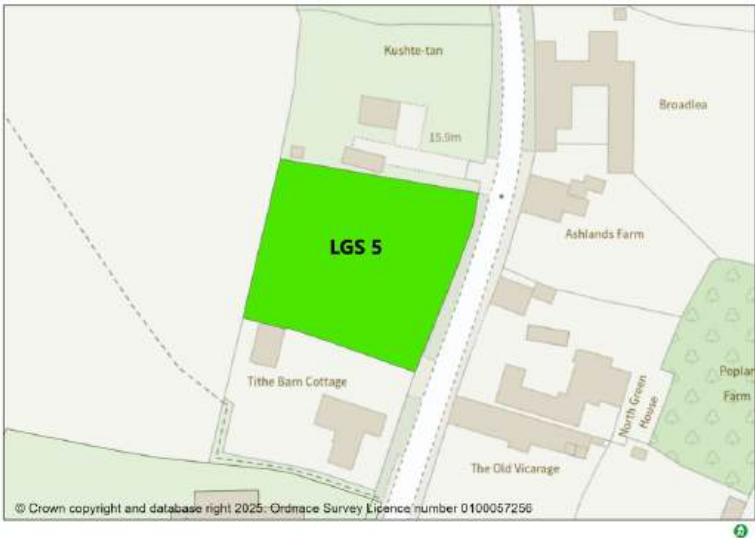 Kushte-tan
Broadlea
15.9m
Ashlands Farm
LGS 5
Tithe Barn Cottage
Poplar
Farm
North Green
House
The Old Vicarage
© Crown copyright and database right 2025. Ordnace Survey Licence number 0100057256